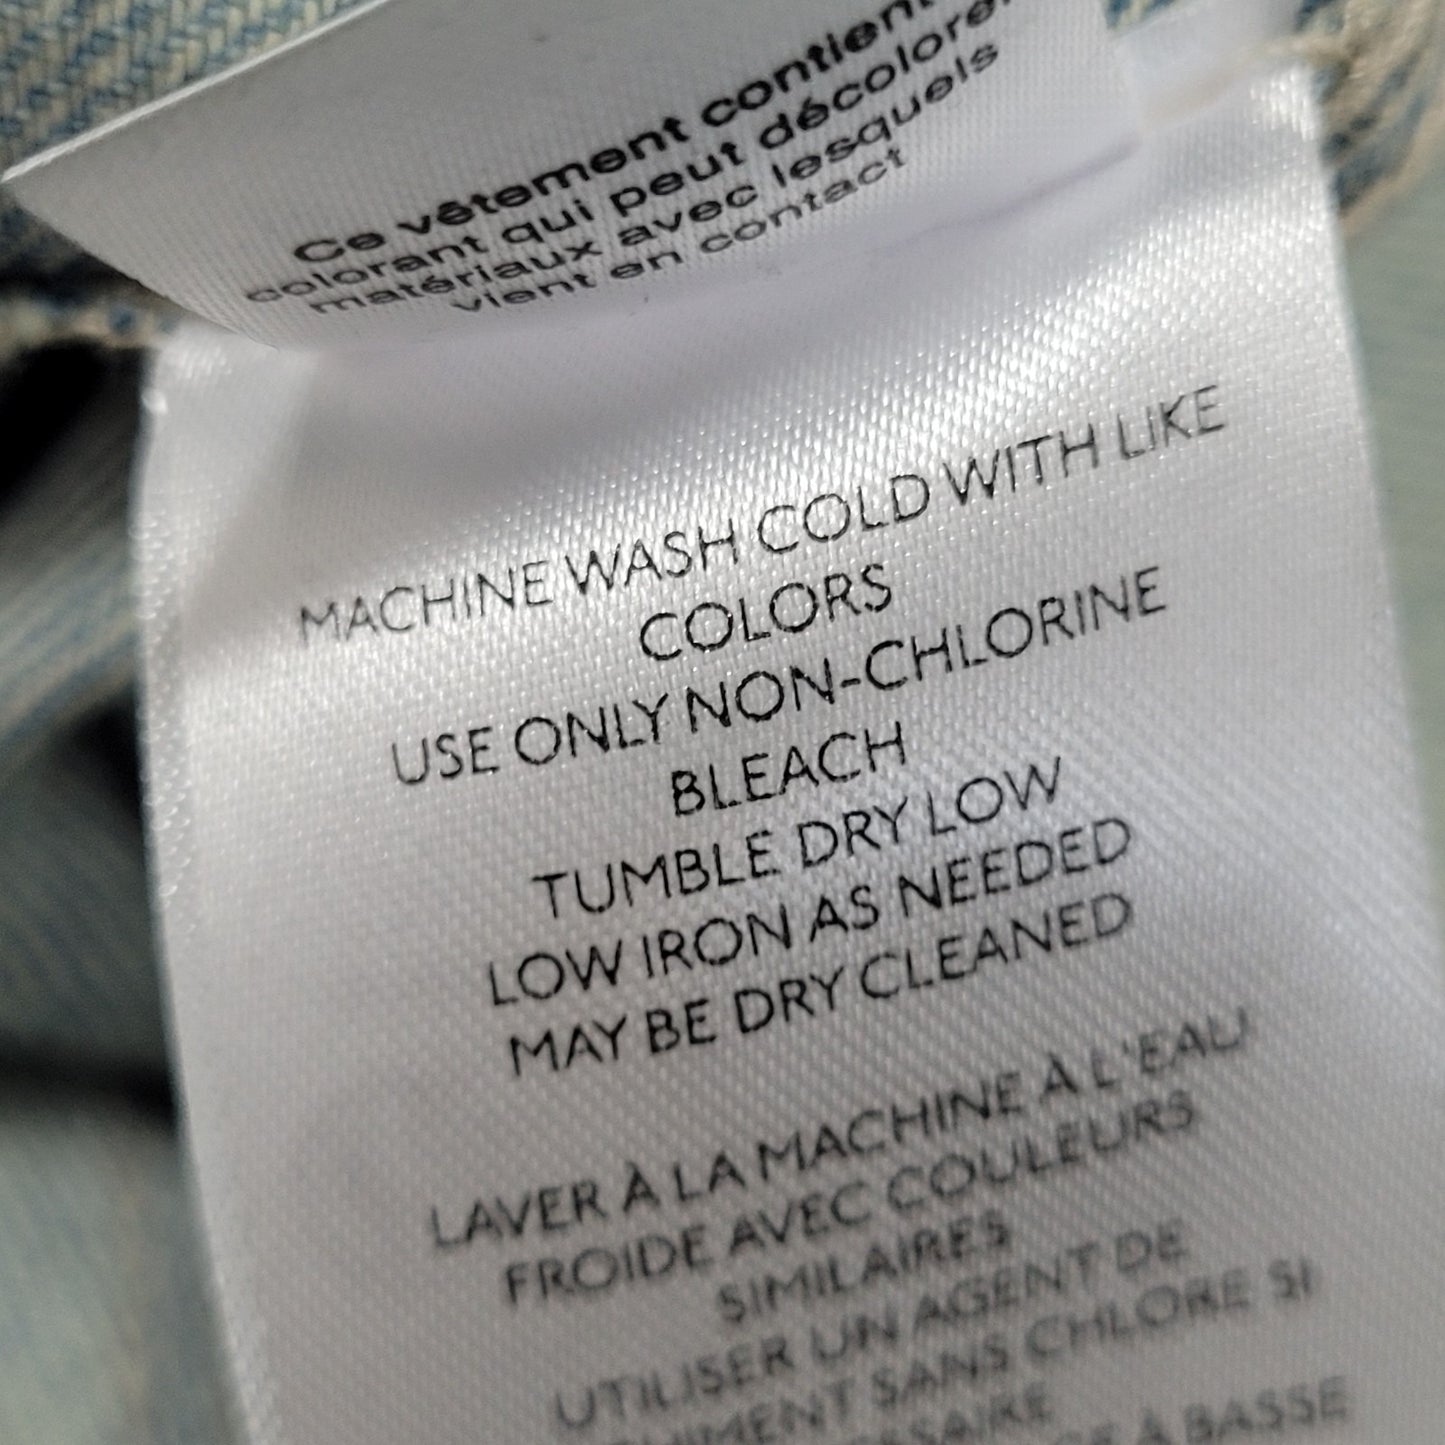 Ce vêtement contient
colorant qui peut décolorer
matériaux avec lesquels
vient en contact
MACHINE WASH COLD WITH LIKE
COLORS
USE ONLY NON-CHLORINE
BLEACH
TUMBLE DRY LOW
LOW IRON AS NEEDED
MAY BE DRY CLEANED
LAVER À LA MACHINE À L'EAU
FROIDE AVEC COULEURS
SIMILAIRES
UTILISER UN AGENT DE
SANS CHLORE SI
À BASSE